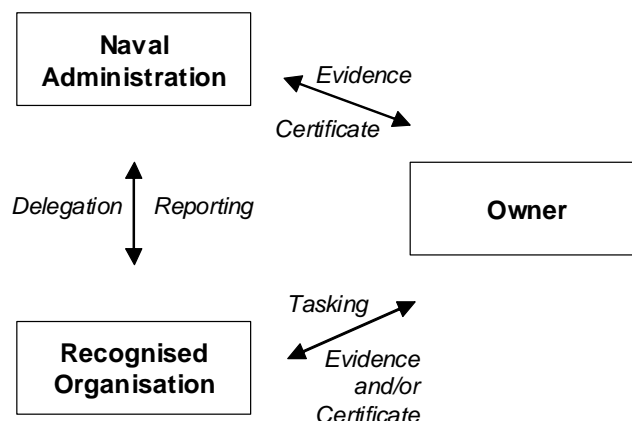 Naval
Administration
Evidence
Certificate
Delegation
Reporting
Owner
Tasking
Recognised
Organisation
Evidence
and/or
Certificate